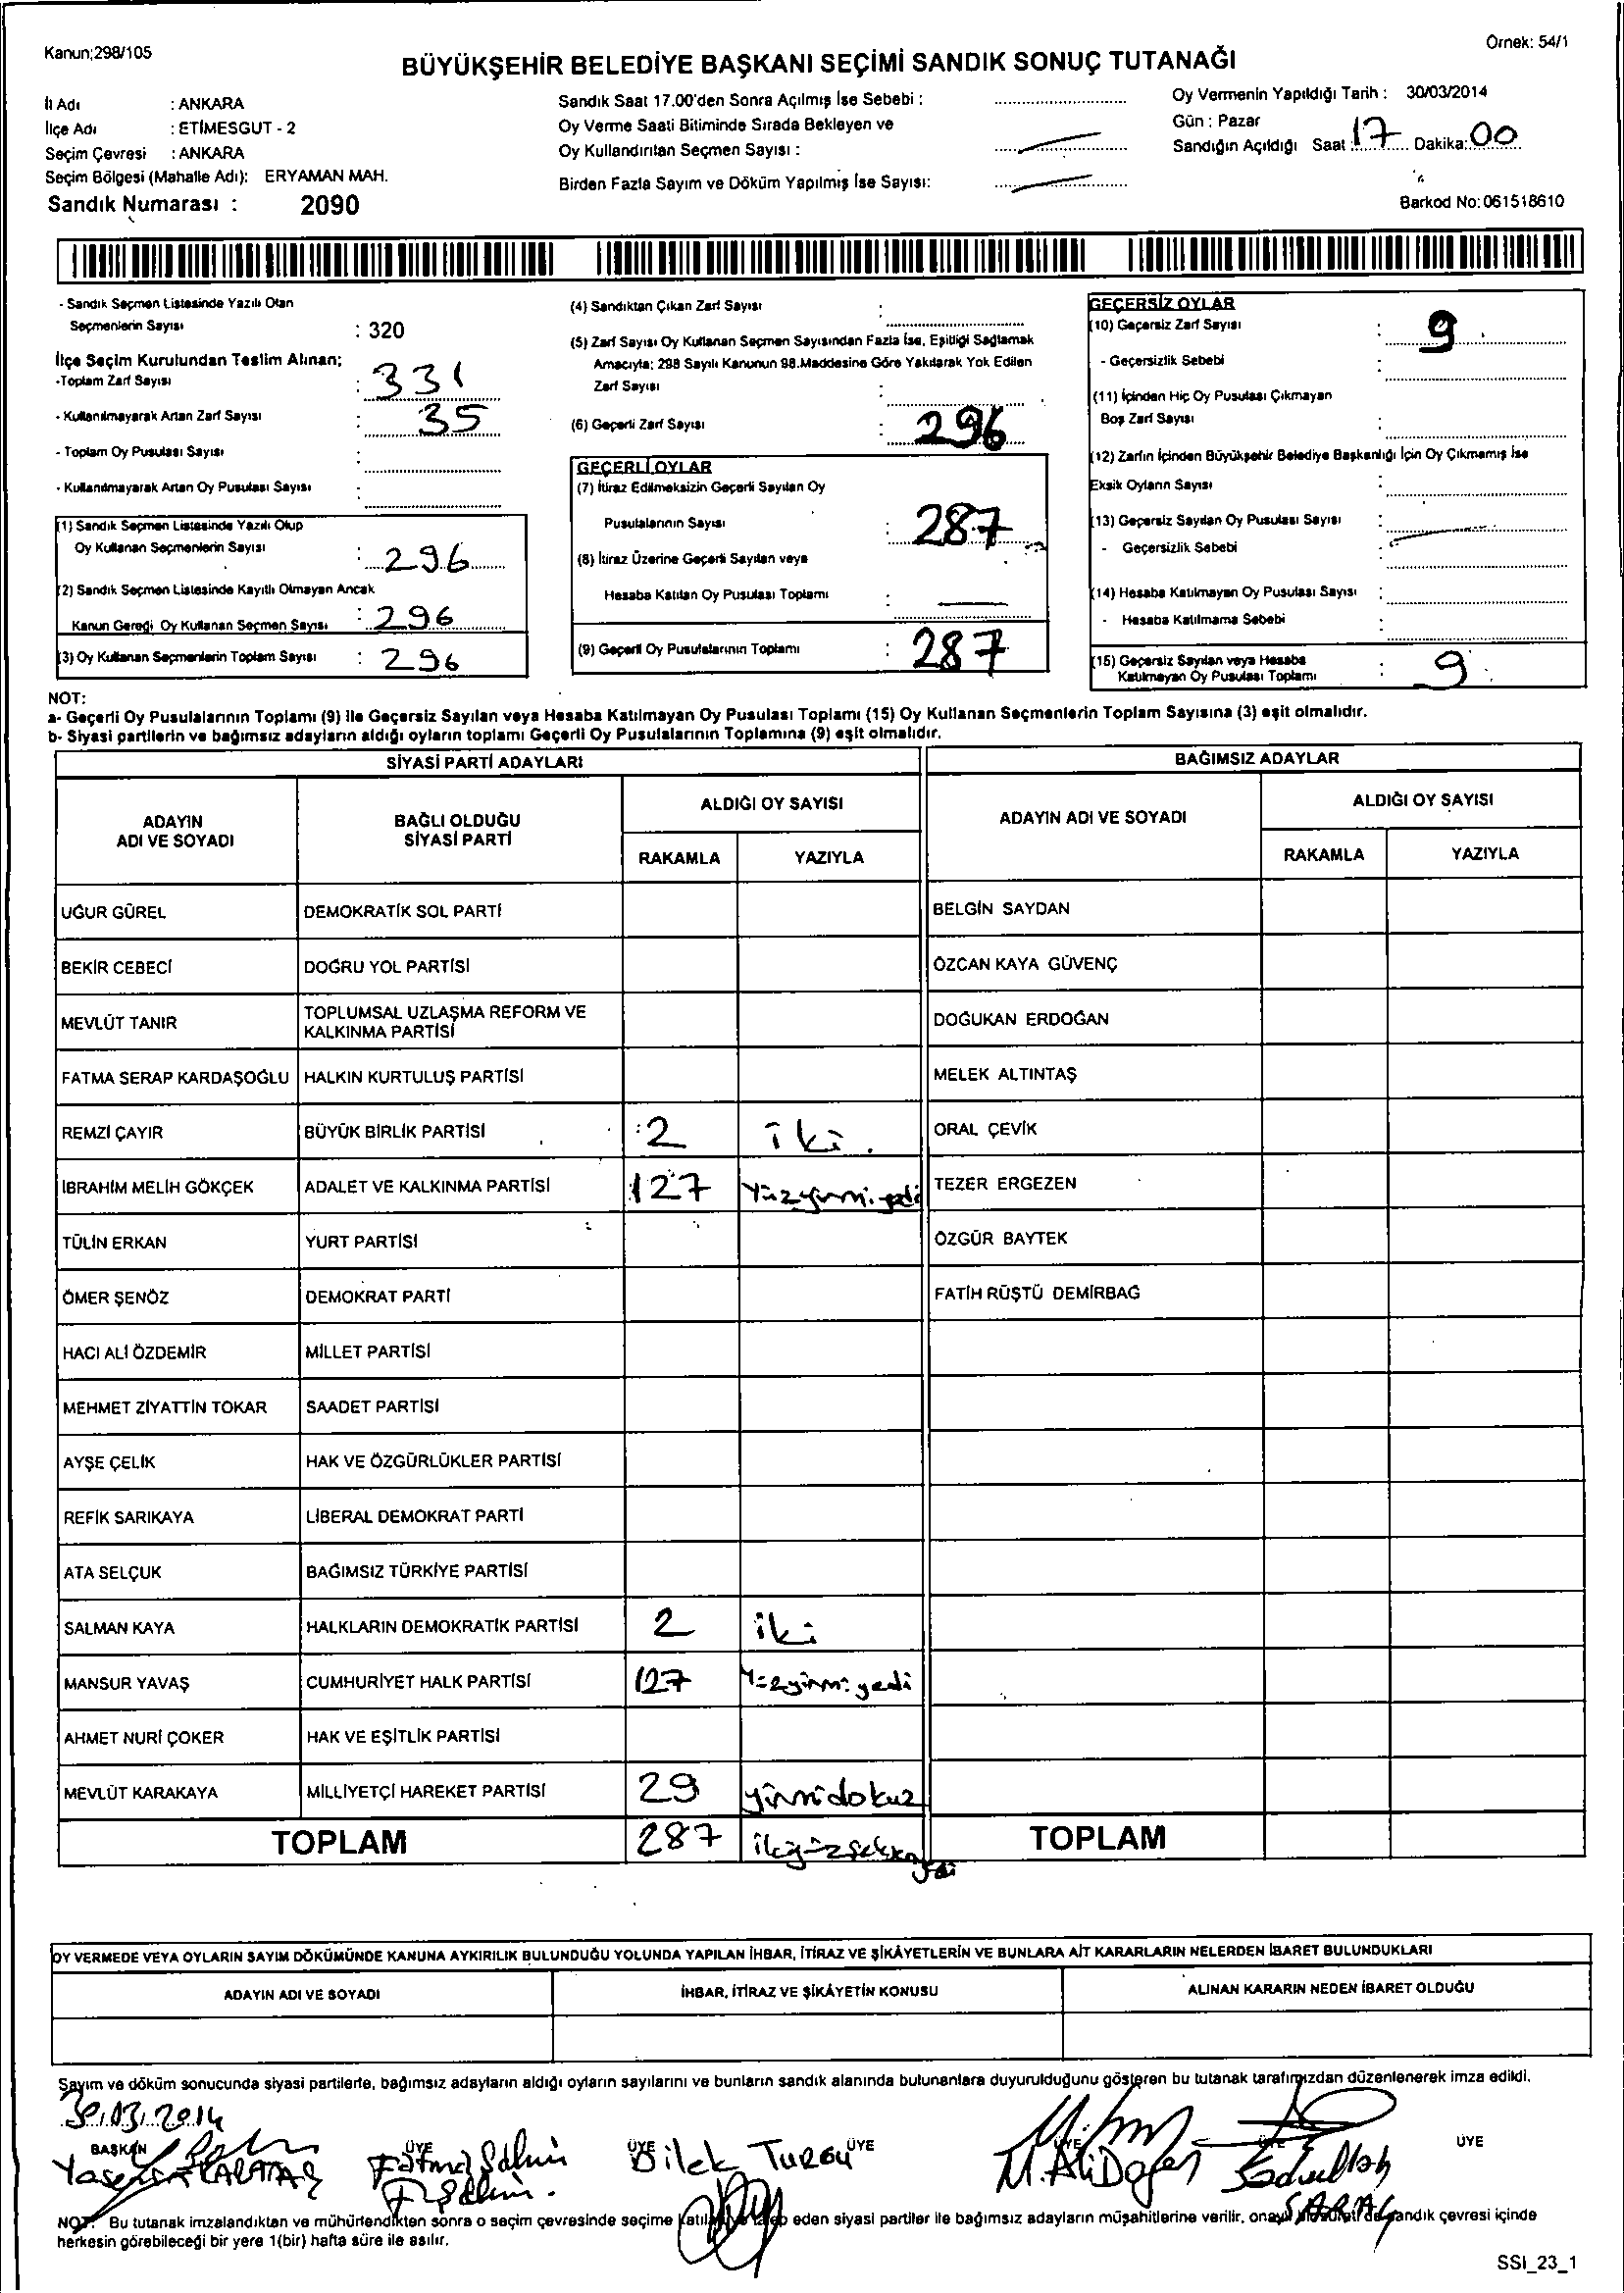 Kanun;298/105
Örnek: 54/1
BÜYÜKŞEHİR BELEDİYE BAŞKANI SEÇİMİ SANDIK SONUÇ TUTANAĞI
İl Adı : ANKARA
İlçe Adı : ETİMESGUT - 2
Seçim Çevresi : ANKARA
Seçim Bölgesi (Mahalle Adı): ERYAMAN MAH.
Sandık Numarası : 2090
Sandık Saat 17.00'den Sonra Açılmış İse Sebebi :
Oy Verme Saati Bitiminde Sırada Bekleyen ve
Oy Kullandırılan Seçmen Sayısı :
Birden Fazla Sayım ve Döküm Yapılmış İse Sayısı:
Oy Vermenin Yapıldığı Tarih : 30/03/2014
Gün : Pazar
Sandığın Açıldığı Saat 17 Dakika: 00
Barkod No:061518610
- Sandık Seçmen Listesinde Yazılı Olan
Seçmenlerin Sayısı : 320
İlçe Seçim Kurulundan Teslim Alınan;
-Toplam Zarf Sayısı : 331
- Kullanılmayarak Artan Zarf Sayısı : 35
- Toplam Oy Pusulası Sayısı :
- Kullanılmayarak Artan Oy Pusulası Sayısı :
(1) Sandık Seçmen Listesinde Yazılı Olup
Oy Kullanan Seçmenlerin Sayısı : 296
(2) Sandık Seçmen Listesinde Kayıtlı Olmayan Ancak
Kanun Gereği Oy Kullanan Seçmen Sayısı : 296
(3) Oy Kullanan Seçmenlerin Toplam Sayısı : 296
(4) Sandıktan Çıkan Zarf Sayısı :
(5) Zarf Sayısı Oy Kullanan Seçmen Sayısından Fazla İse, Eşitliği Sağlamak
Amacıyla; 298 Sayılı Kanunun 98.Maddesine Göre Yakılarak Yok Edilen
Zarf Sayısı :
(6) Geçerli Zarf Sayısı : 296
GEÇERLİ OYLAR
(7) İtiraz Edilmeksizin Geçerli Sayılan Oy
Pusulalarının Sayısı : 287
(8) İtiraz Üzerine Geçerli Sayılan veya
Hesaba Katılan Oy Pusulası Toplamı : —
(9) Geçerli Oy Pusulalarının Toplamı : 287
GEÇERSİZ OYLAR
(10) Geçersiz Zarf Sayısı : 9
- Geçersizlik Sebebi :
(11) İçinden Hiç Oy Pusulası Çıkmayan
Boş Zarf Sayısı :
(12) Zarfın İçinden Büyükşehir Belediye Başkanlığı İçin Oy Çıkmamış İse
Eksik Oyların Sayısı :
(13) Geçersiz Sayılan Oy Pusulası Sayısı :
- Geçersizlik Sebebi :
(14) Hesaba Katılmayan Oy Pusulası Sayısı :
- Hesaba Katılmama Sebebi :
(15) Geçersiz Sayılan veya Hesaba
Katılmayan Oy Pusulası Toplamı : 9
NOT:
a- Geçerli Oy Pusulalarının Toplamı (9) ile Geçersiz Sayılan veya Hesaba Katılmayan Oy Pusulası Toplamı (15) Oy Kullanan Seçmenlerin Toplam Sayısına (3) eşit olmalıdır.
b- Siyasi partilerin ve bağımsız adayların aldığı oyların toplamı Geçerli Oy Pusulalarının Toplamına (9) eşit olmalıdır.
SİYASİ PARTİ ADAYLARI
BAĞIMSIZ ADAYLAR
ADAYIN ADI VE SOYADI
BAĞLI OLDUĞU SİYASİ PARTİ
ALDIĞI OY SAYISI
RAKAMLA YAZIYLA
ADAYIN ADI VE SOYADI
ALDIĞI OY SAYISI
RAKAMLA YAZIYLA
UĞUR GÜREL DEMOKRATİK SOL PARTİ BELGİN SAYDAN
BEKİR CEBECİ DOĞRU YOL PARTİSİ ÖZCAN KAYA GÜVENÇ
MEVLÜT TANIR TOPLUMSAL UZLAŞMA REFORM VE KALKINMA PARTİSİ DOĞUKAN ERDOĞAN
FATMA SERAP KARDAŞOĞLU HALKIN KURTULUŞ PARTİSİ MELEK ALTINTAŞ
REMZİ ÇAYIR BÜYÜK BİRLİK PARTİSİ 2 iki ORAL ÇEVİK
İBRAHİM MELİH GÖKÇEK ADALET VE KALKINMA PARTİSİ 127 Yüzyirmi yedi TEZER ERGEZEN
TÜLİN ERKAN YURT PARTİSİ ÖZGÜR BAYTEK
ÖMER ŞENÖZ DEMOKRAT PARTİ FATİH RÜŞTÜ DEMİRBAĞ
HACI ALİ ÖZDEMİR MİLLET PARTİSİ
MEHMET ZİYATTİN TOKAR SAADET PARTİSİ
AYŞE ÇELİK HAK VE ÖZGÜRLÜKLER PARTİSİ
REFİK SARIKAYA LİBERAL DEMOKRAT PARTİ
ATA SELÇUK BAĞIMSIZ TÜRKİYE PARTİSİ
SALMAN KAYA HALKLARIN DEMOKRATİK PARTİSİ 2 iki
MANSUR YAVAŞ CUMHURİYET HALK PARTİSİ 127 Yüzyirmi yedi
AHMET NURİ ÇOKER HAK VE EŞİTLİK PARTİSİ
MEVLÜT KARAKAYA MİLLİYETÇİ HAREKET PARTİSİ 29 yirmidokuz
TOPLAM 287 ikiyüzseksenyedi TOPLAM
OY VERMEDE VEYA OYLARIN SAYIM DÖKÜMÜNDE KANUNA AYKIRILIK BULUNDUĞU YOLUNDA YAPILAN İHBAR, İTİRAZ VE ŞİKÂYETLERİN VE BUNLARA AİT KARARLARIN NELERDEN İBARET BULUNDUKLARI
ADAYIN ADI VE SOYADI İHBAR, İTİRAZ VE ŞİKÂYETİN KONUSU ALINAN KARARIN NEDEN İBARET OLDUĞU
Sayım ve döküm sonucunda siyasi partilerle, bağımsız adayların aldığı oyların sayılarını ve bunların sandık alanında bulunanlara duyurulduğunu gösteren bu tutanak tarafımızdan düzenlenerek imza edildi.
30.03.2014
BAŞKAN ÜYE ÜYE ÜYE ÜYE ÜYE ÜYE
Fatma Şahin Dilek M.Ali Sadullah
SARAÇ
NOT: Bu tutanak imzalandıktan ve mühürlendikten sonra o seçim çevresinde seçime eden siyasi partiler ile bağımsız adayların müşahitlerine verilir, sandık çevresi içinde
herkesin görebileceği bir yere 1(bir) hafta süre ile asılır.
SSI_23_1